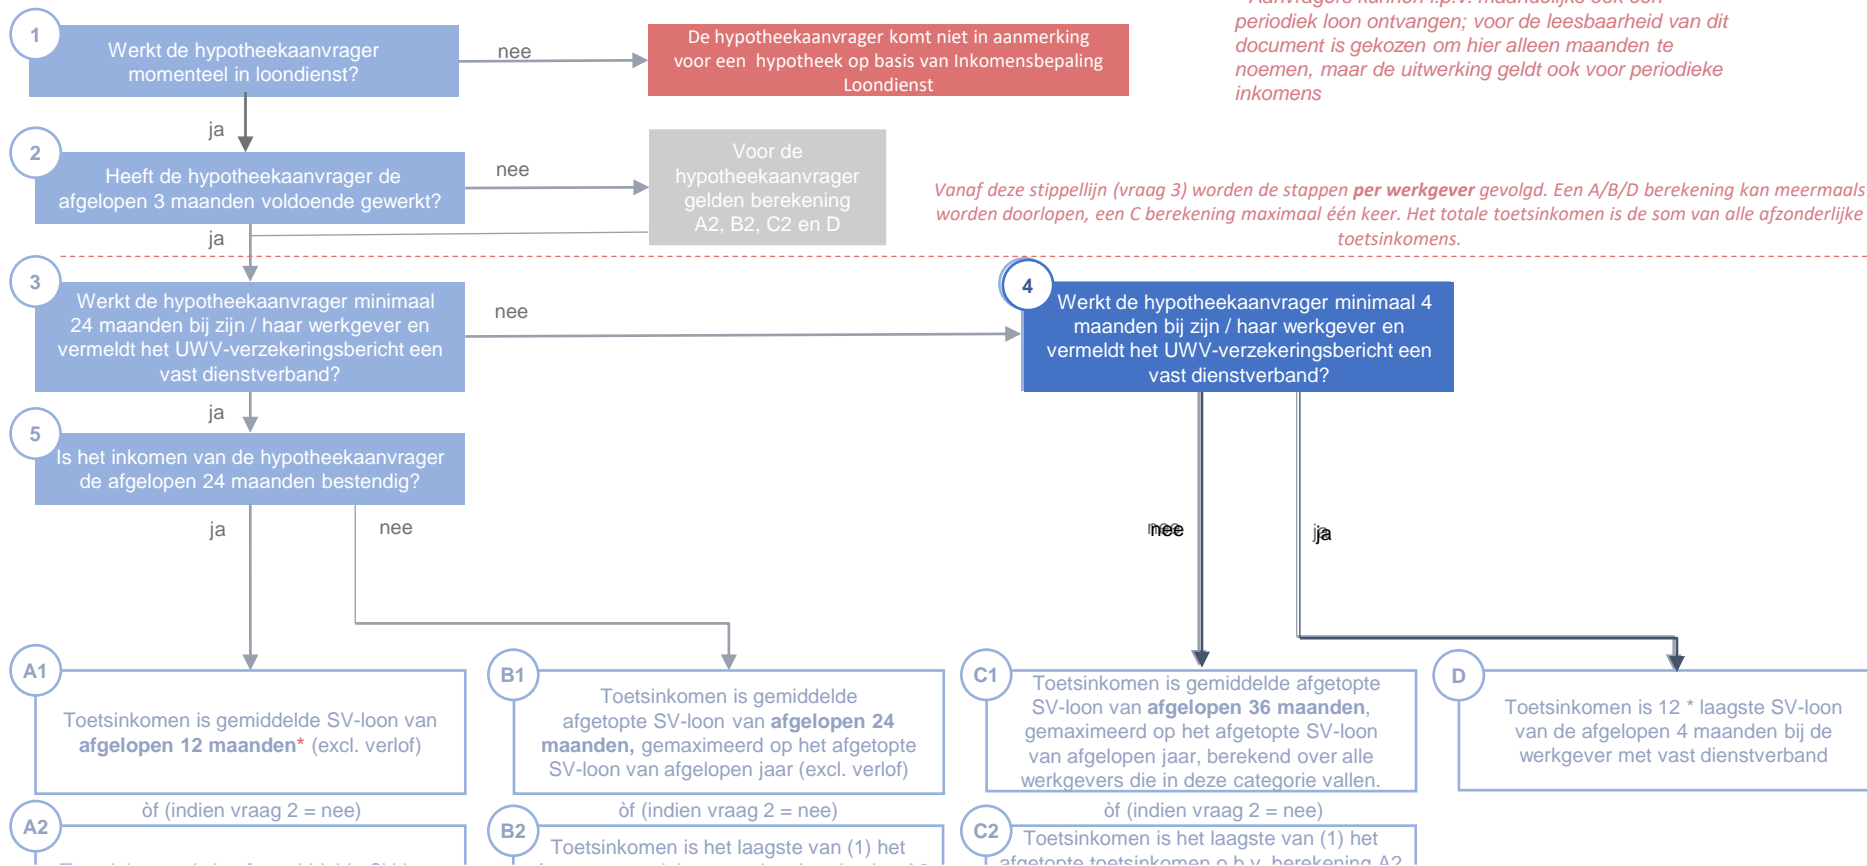 * Aanvragers kunnen i.p.v. maandelijks ook een
periodiek loon ontvangen; voor de leesbaarheid van dit
document is gekozen om hier alleen maanden te
noemen, maar de uitwerking geldt ook voor periodieke
inkomens
1
Werkt de hypotheekaanvrager
momenteel in loondienst?
nee
De hypotheekaanvrager komt niet in aanmerking
voor een hypotheek op basis van Inkomensbepaling
Loondienst
ja
2
Heeft de hypotheekaanvrager de
afgelopen 3 maanden voldoende gewerkt?
nee
Voor de
hypotheekaanvrager
gelden berekening
A2, B2, C2 en D
ja
Vanaf deze stippellijn (vraag 3) worden de stappen per werkgever gevolgd. Een A/B/D berekening kan meermaals
worden doorlopen, een C berekening maximaal één keer. Het totale toetsinkomen is de som van alle afzonderlijke
toetsinkomens.
3
Werkt de hypotheekaanvrager minimaal
24 maanden bij zijn / haar werkgever en
vermeldt het UWV-verzekeringsbericht een
vast dienstverband?
nee
4
Werkt de hypotheekaanvrager minimaal 4
maanden bij zijn / haar werkgever en
vermeldt het UWV-verzekeringsbericht een
vast dienstverband?
ja
5
Is het inkomen van de hypotheekaanvrager
de afgelopen 24 maanden bestendig?
ja
nee
nee
ja
A1
Toetsinkomen is gemiddelde SV-loon van
afgelopen 12 maanden* (excl. verlof)
B1
Toetsinkomen is gemiddelde
afgetopte SV-loon van afgelopen 24
maanden, gemaximeerd op het afgetopte
SV-loon van afgelopen jaar (excl. verlof)
C1
Toetsinkomen is gemiddelde afgetopte
SV-loon van afgelopen 36 maanden,
gemaximeerd op het afgetopte SV-loon
van afgelopen jaar, berekend over alle
werkgevers die in deze categorie vallen.
D
Toetsinkomen is 12 * laagste SV-loon
van de afgelopen 4 maanden bij de
werkgever met vast dienstverband
òf (indien vraag 2 = nee)
òf (indien vraag 2 = nee)
òf (indien vraag 2 = nee)
A2
B2
Toetsinkomen is het laagste van (1) het
C2
Toetsinkomen is het laagste van (1) het
afgetopte toetsinkomen o.b.v. berekening A2